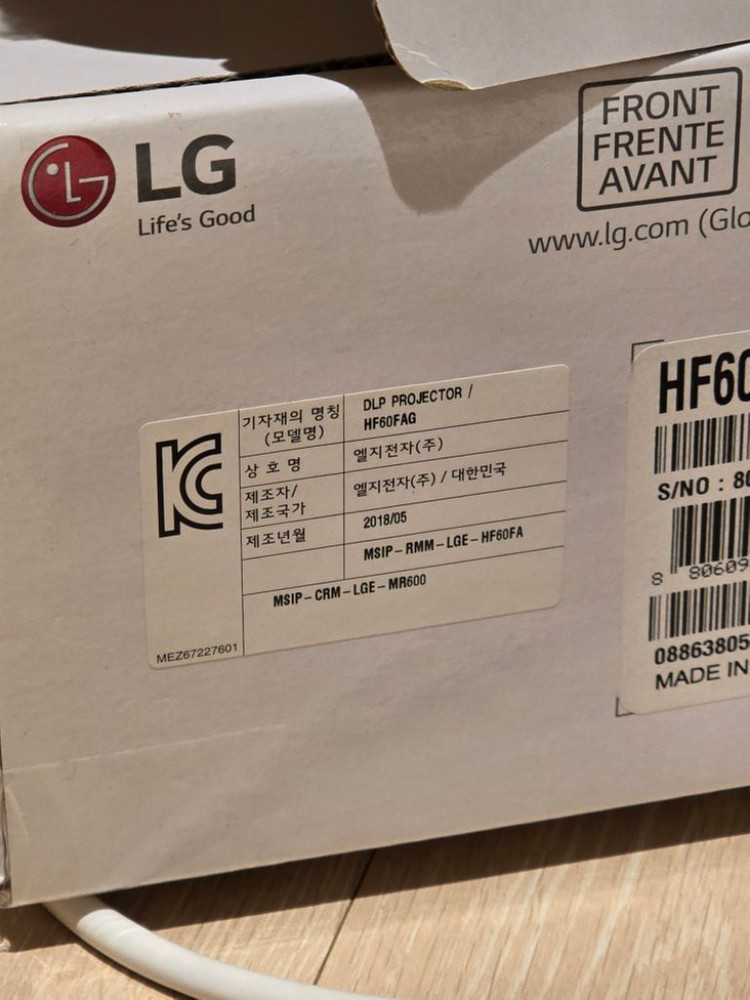 LG
Life's Good
FRONT
FRENTE
AVANT
www.lg.com (Glo
기자재의 명칭
(모델명)
DLP PROJECTOR /
HF60FAG
상 호 명
엘지전자(주)
제조자/
제조국가
엘지전자(주) / 대한민국
제조년월
2018/05
MSIP-RMM-LGE-HF60FA
MSIP-CRM-LGE-MR600
MEZ67227601
HF60
S/NO : 80
8 80609
08863805
MADE IN